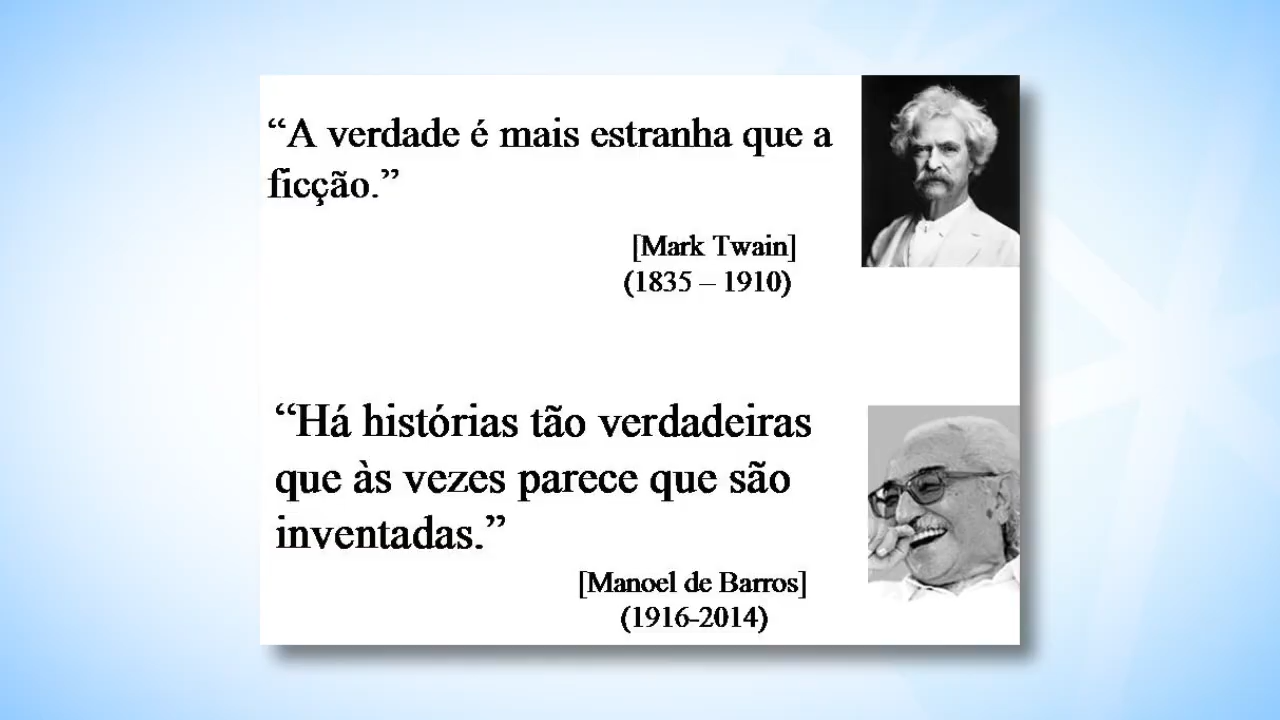 “A verdade é mais estranha que a
ficção.”
[Mark Twain]
(1835 – 1910)
“Há histórias tão verdadeiras
que às vezes parece que são
inventadas.”
[Manoel de Barros]
(1916-2014)